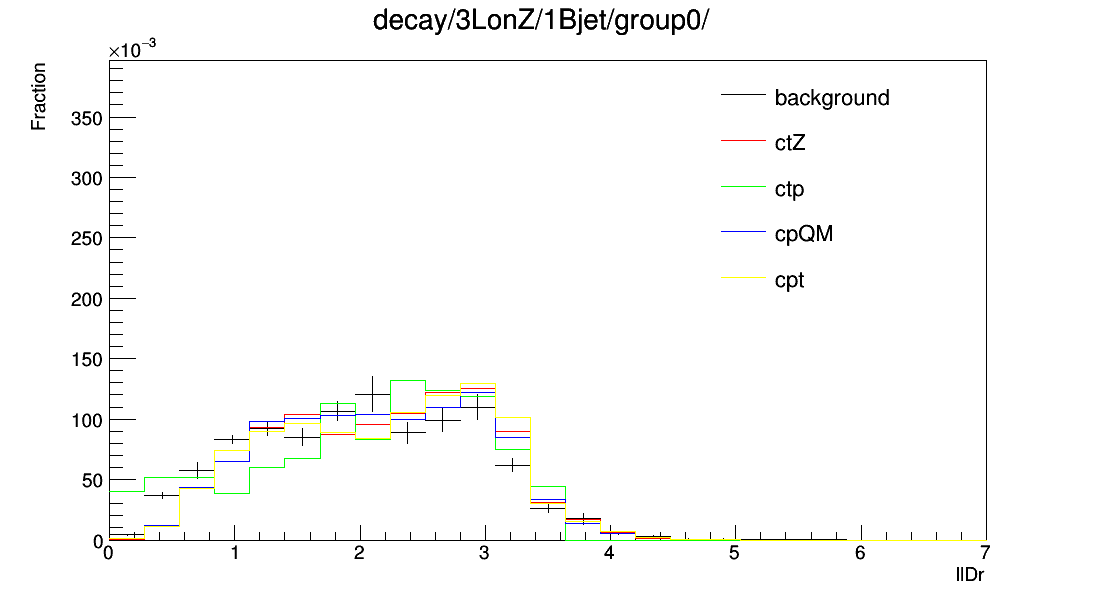 decay/3LonZ/1Bjet/group0/
×10⁻³
Fraction
350
300
250
200
150
100
50
0
background
ctZ
ctp
cpQM
cpt
0 1 2 3 4 5 6 7
llDr